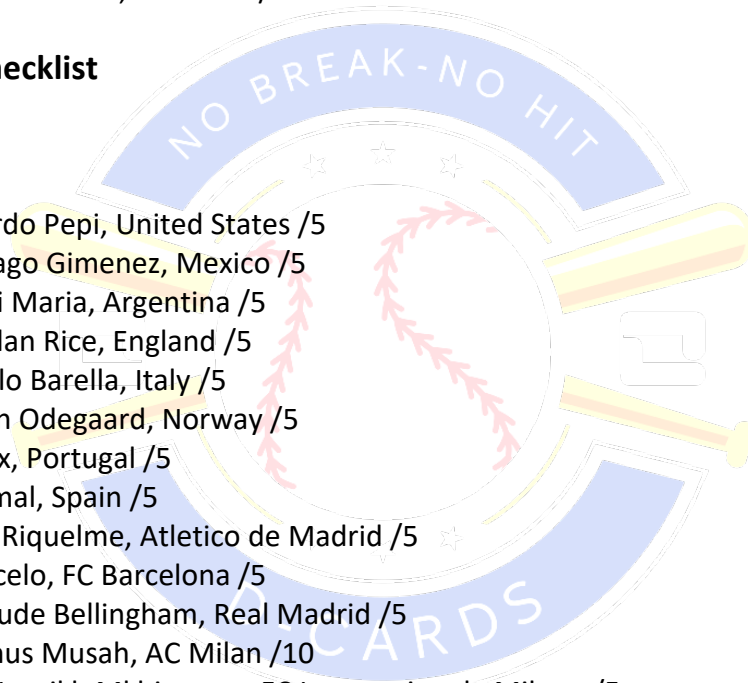 hecklist
NO BREAK-NO HIT
rdo Pepi, United States /5
ago Gimenez, Mexico /5
i Maria, Argentina /5
lan Rice, England /5
lo Barella, Italy /5
n Odegaard, Norway /5
x, Portugal /5
mal, Spain /5
Riquelme, Atletico de Madrid /5
celo, FC Barcelona /5
ude Bellingham, Real Madrid /5
nus Musah, AC Milan /10
D-CARDS